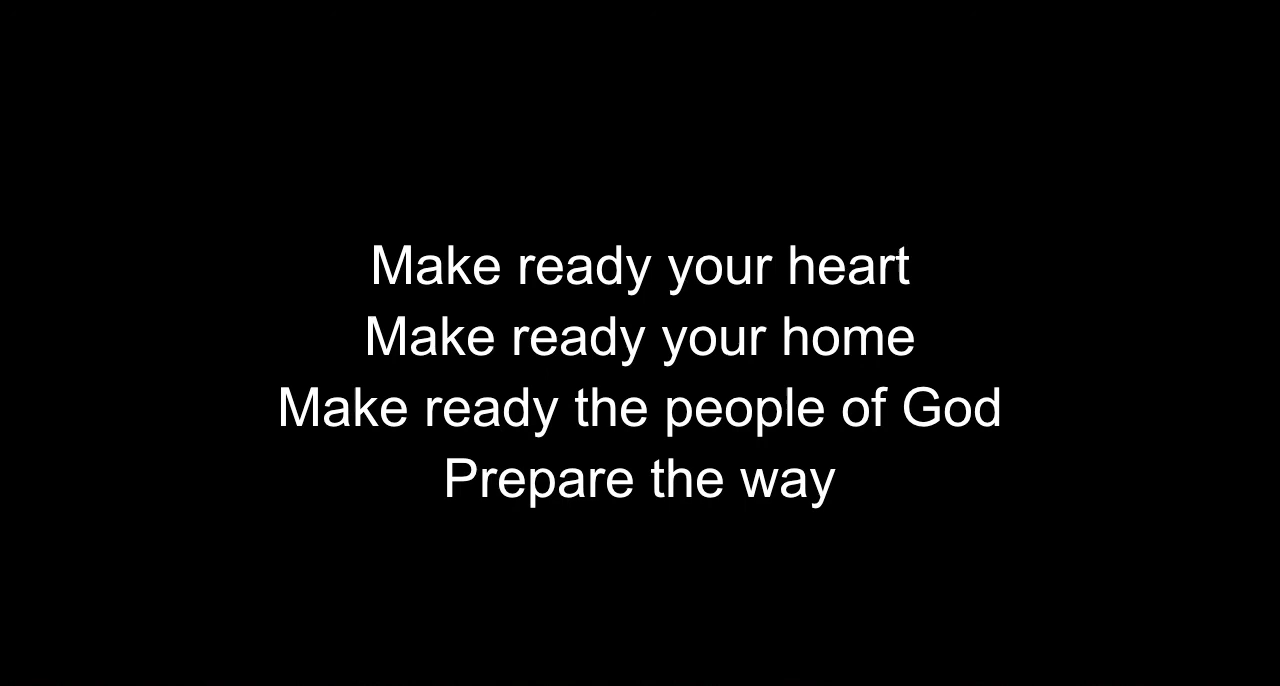 Make ready your heart
Make ready your home
Make ready the people of God
Prepare the way